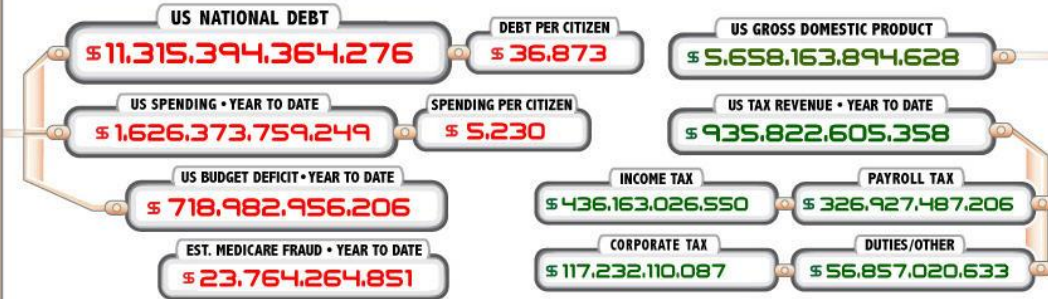 US NATIONAL DEBT
$11,315,394,364,276
DEBT PER CITIZEN
$ 36,873
US GROSS DOMESTIC PRODUCT
$ 5,658,163,894,628
US SPENDING • YEAR TO DATE
$ 1,626,373,759,249
SPENDING PER CITIZEN
$ 5,230
US TAX REVENUE • YEAR TO DATE
$ 935,822,605,358
US BUDGET DEFICIT • YEAR TO DATE
$ 718,982,956,206
INCOME TAX
$ 436,163,026,550
PAYROLL TAX
$ 326,927,487,206
EST. MEDICARE FRAUD • YEAR TO DATE
$ 23,764,264,851
CORPORATE TAX
$ 117,232,110,087
DUTIES/OTHER
$ 56,857,020,633